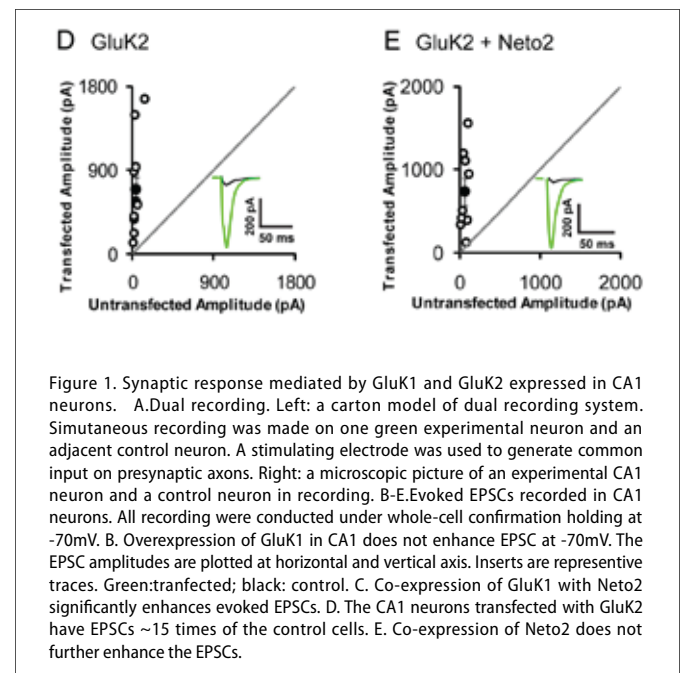 D GluK2
E GluK2 + Neto2
Transfected Amplitude (pA)
1800
900
0
200 pA
50 ms
0 900 1800
Untransfected Amplitude (pA)
Transfected Amplitude (pA)
2000
1000
0
200 pA
50 ms
0 1000 2000
Untransfected Amplitude (pA)
Figure 1. Synaptic response mediated by GluK1 and GluK2 expressed in CA1
neurons. A.Dual recording. Left: a carton model of dual recording system.
Simutaneous recording was made on one green experimental neuron and an
adjacent control neuron. A stimulating electrode was used to generate common
input on presynaptic axons. Right: a microscopic picture of an experimental CA1
neuron and a control neuron in recording. B-E.Evoked EPSCs recorded in CA1
neurons. All recording were conducted under whole-cell confirmation holding at
-70mV. B. Overexpression of GluK1 in CA1 does not enhance EPSC at -70mV. The
EPSC amplitudes are plotted at horizontal and vertical axis. Inserts are representive
traces. Green:tranfected; black: control. C. Co-expression of GluK1 with Neto2
significantly enhances evoked EPSCs. D. The CA1 neurons transfected with GluK2
have EPSCs ~15 times of the control cells. E. Co-expression of Neto2 does not
further enhance the EPSCs.